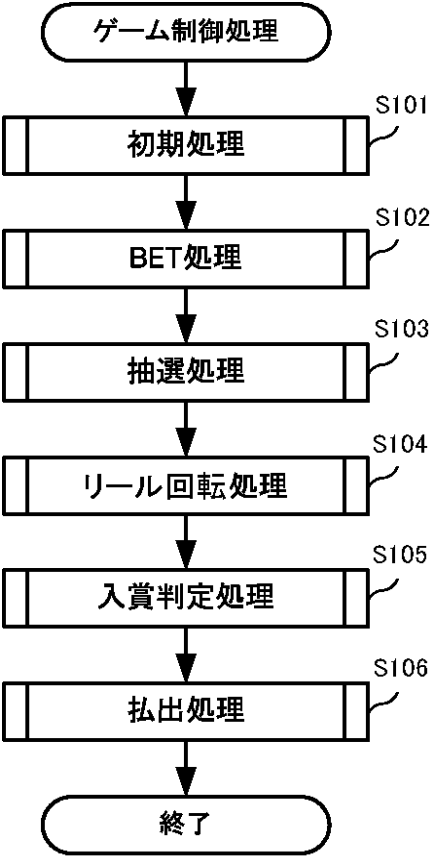 ゲーム制御処理
S101
初期処理
S102
BET処理
S103
抽選処理
S104
リール回転処理
S105
入賞判定処理
S106
払出処理
終了